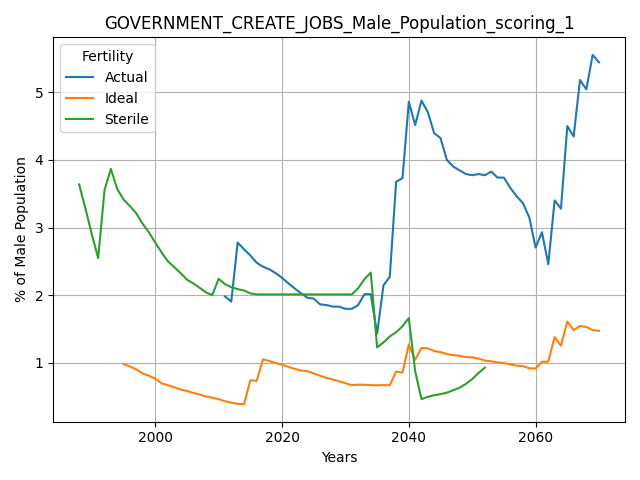 GOVERNMENT_CREATE_JOBS_Male_Population_scoring_1
Fertility
Actual
Ideal
Sterile
% of Male Population
5
4
3
2
1
2000
2020
2040
2060
Years